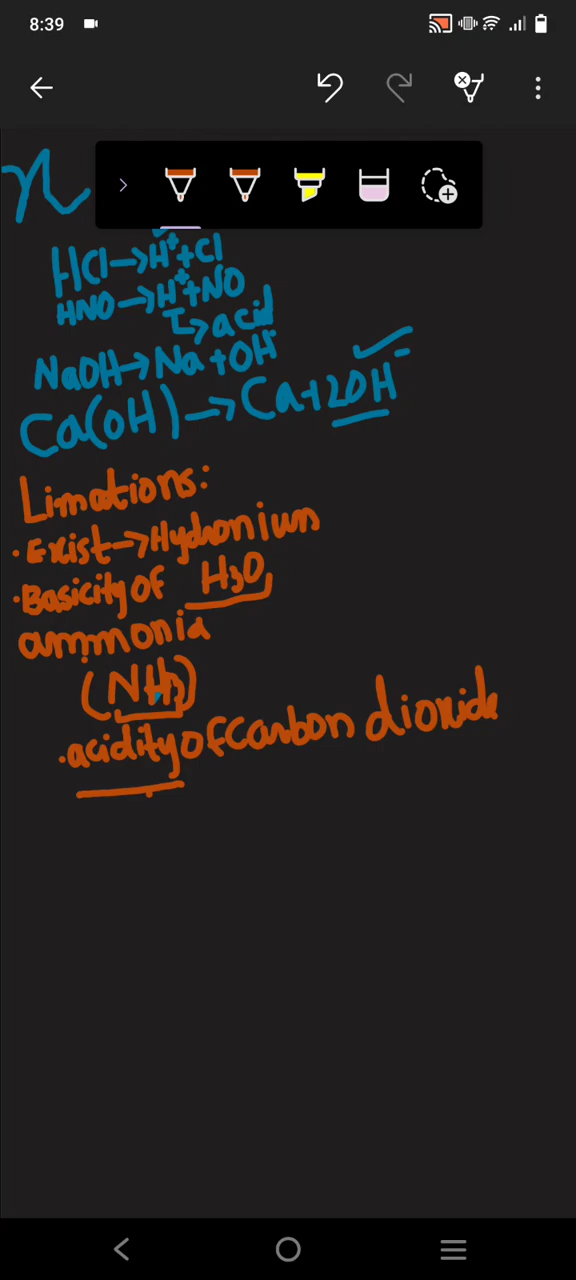 8:39
HCl→H⁺+Cl
HNO→H⁺+NO
↳acid
NaOH→Na+OH⁻
Ca(OH)→Ca+2OH⁻
Limations:
•Exist→Hydronium
•Basicity of H₃O
ammonia
(NH₃)
•acidity of carbon dioxide